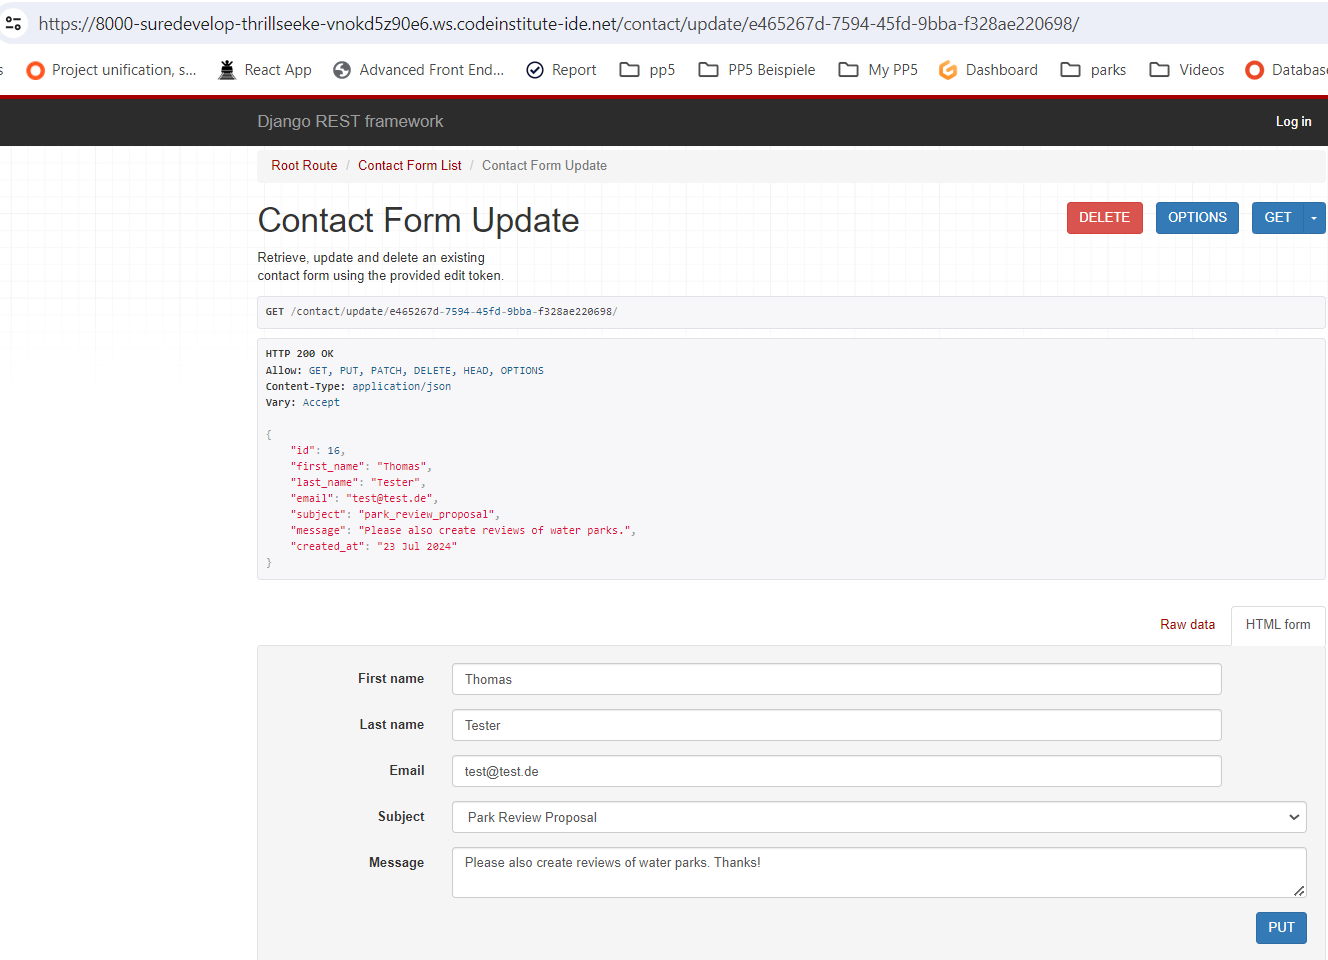 https://8000-suredevelop-thrillseeke-vnokd5z90e6.ws.codeinstitute-ide.net/contact/update/e465267d-7594-45fd-9bba-f328ae220698/
s Project unification, s... React App Advanced Front End... Report pp5 PP5 Beispiele My PP5 Dashboard parks Videos Databas
Django REST framework Log in
Root Route / Contact Form List / Contact Form Update
Contact Form Update DELETE OPTIONS GET
Retrieve, update and delete an existing
contact form using the provided edit token.
GET /contact/update/e465267d-7594-45fd-9bba-f328ae220698/
HTTP 200 OK
Allow: GET, PUT, PATCH, DELETE, HEAD, OPTIONS
Content-Type: application/json
Vary: Accept
{
"id": 16,
"first_name": "Thomas",
"last_name": "Tester",
"email": "test@test.de",
"subject": "park_review_proposal",
"message": "Please also create reviews of water parks.",
"created_at": "23 Jul 2024"
}
Raw data HTML form
First name Thomas
Last name Tester
Email test@test.de
Subject Park Review Proposal
Message Please also create reviews of water parks. Thanks!
PUT